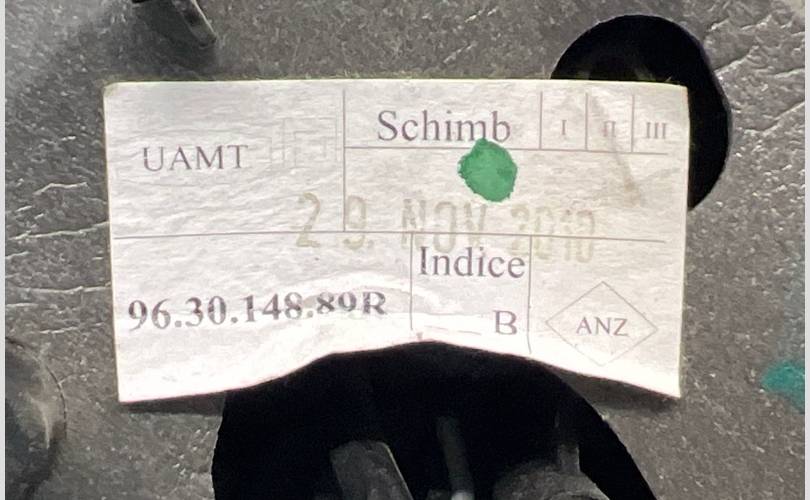 Schimb I II III
UAMT
29. NOV 2010
Indice
96.30.148.89R
B
ANZ